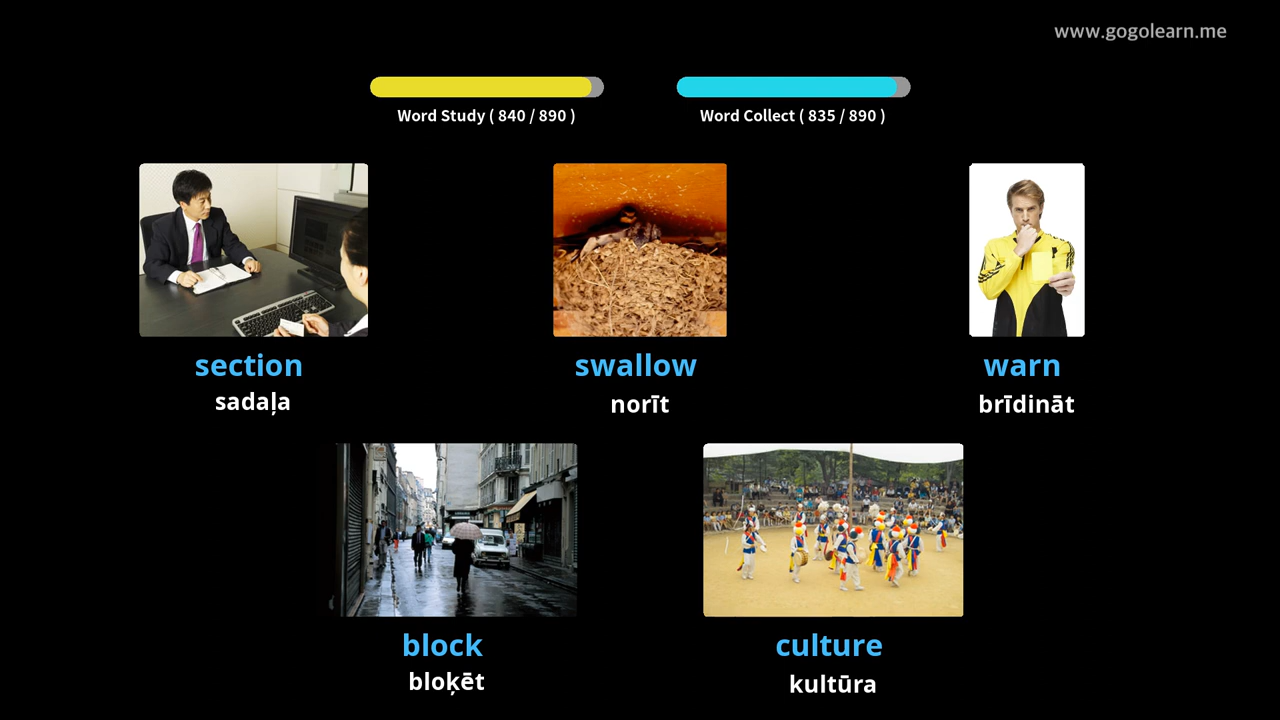 www.gogolearn.me
Word Study ( 840 / 890 )
Word Collect ( 835 / 890 )
section
sadaļa
swallow
norīt
warn
brīdināt
block
bloķēt
culture
kultūra